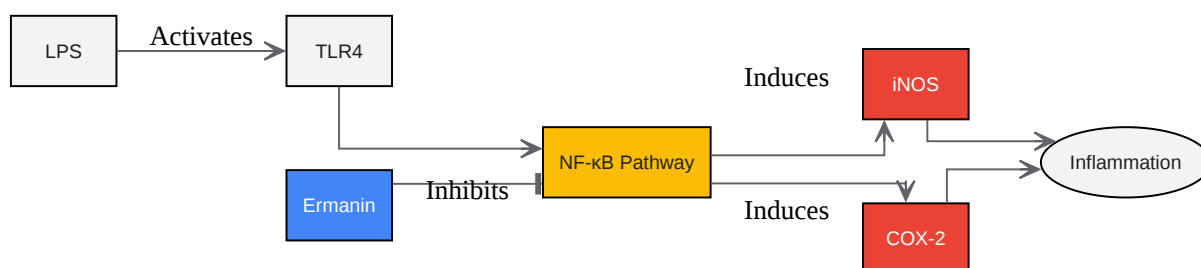 LPS
Activates
TLR4
Ermanin
Inhibits
NF-κB Pathway
Induces
iNOS
Induces
COX-2
Inflammation